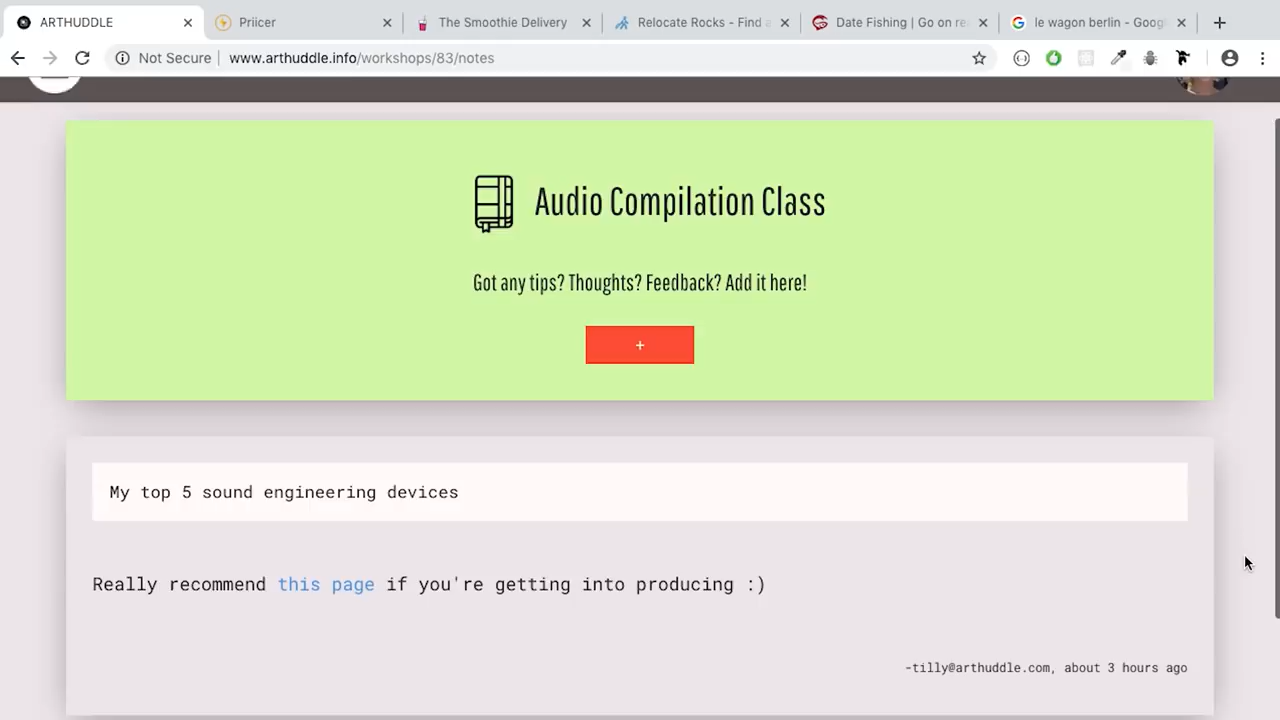 ARTHUDDLE
Priicer
The Smoothie Delivery
Relocate Rocks - Find a
Date Fishing | Go on re
le wagon berlin - Goog
Not Secure
www.arthuddle.info/workshops/83/notes
Audio Compilation Class
Got any tips? Thoughts? Feedback? Add it here!
+
My top 5 sound engineering devices
Really recommend this page if you're getting into producing :)
-tilly@arthuddle.com, about 3 hours ago